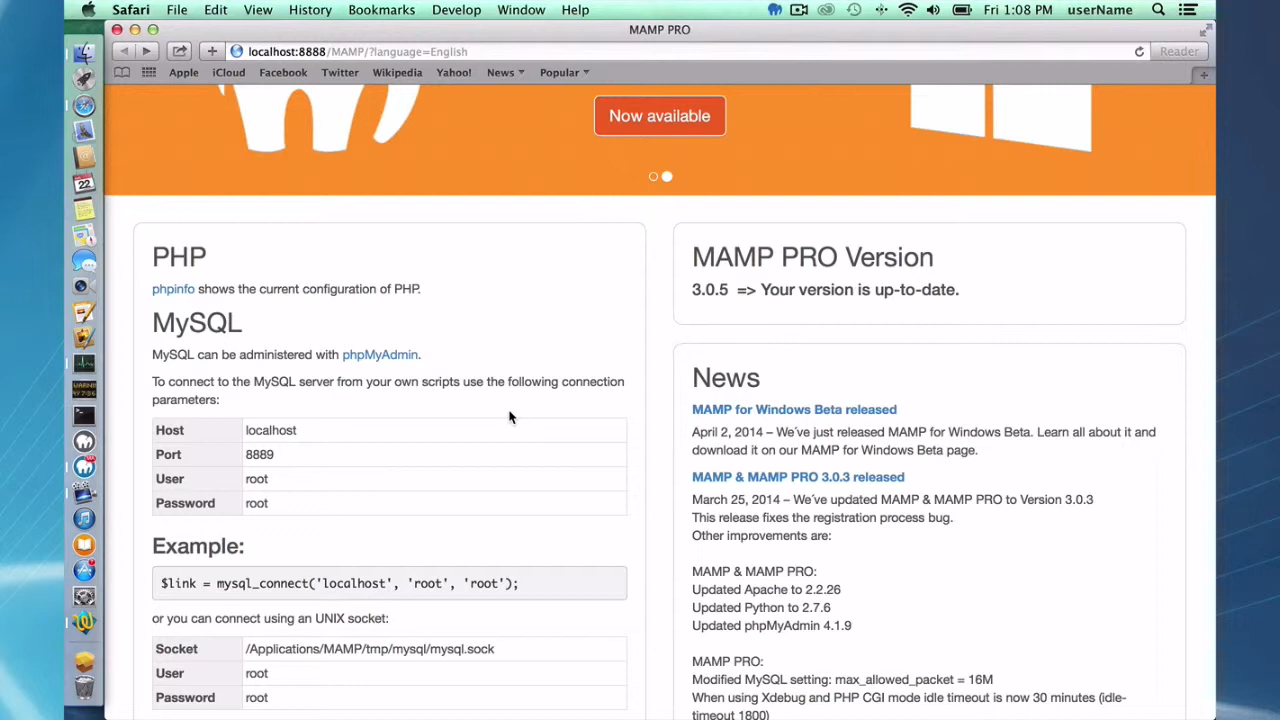 Safari File Edit View History Bookmarks Develop Window Help Fri 1:08 PM userName
MAMP PRO
localhost:8888/MAMP/?language=English Reader
Apple iCloud Facebook Twitter Wikipedia Yahoo! News Popular
Now available
22
PHP
phpinfo shows the current configuration of PHP.
MySQL
MySQL can be administered with phpMyAdmin.
To connect to the MySQL server from your own scripts use the following connection
parameters:
Host localhost
Port 8889
User root
Password root
Example:
$link = mysql_connect('localhost', 'root', 'root');
or you can connect using an UNIX socket:
Socket /Applications/MAMP/tmp/mysql/mysql.sock
User root
Password root
MAMP PRO Version
3.0.5 => Your version is up-to-date.
News
MAMP for Windows Beta released
April 2, 2014 – We´ve just released MAMP for Windows Beta. Learn all about it and
download it on our MAMP for Windows Beta page.
MAMP & MAMP PRO 3.0.3 released
March 25, 2014 – We´ve updated MAMP & MAMP PRO to Version 3.0.3
This release fixes the registration process bug.
Other improvements are:
MAMP & MAMP PRO:
Updated Apache to 2.2.26
Updated Python to 2.7.6
Updated phpMyAdmin 4.1.9
MAMP PRO:
Modified MySQL setting: max_allowed_packet = 16M
When using Xdebug and PHP CGI mode idle timeout is now 30 minutes (idle-
timeout 1800)